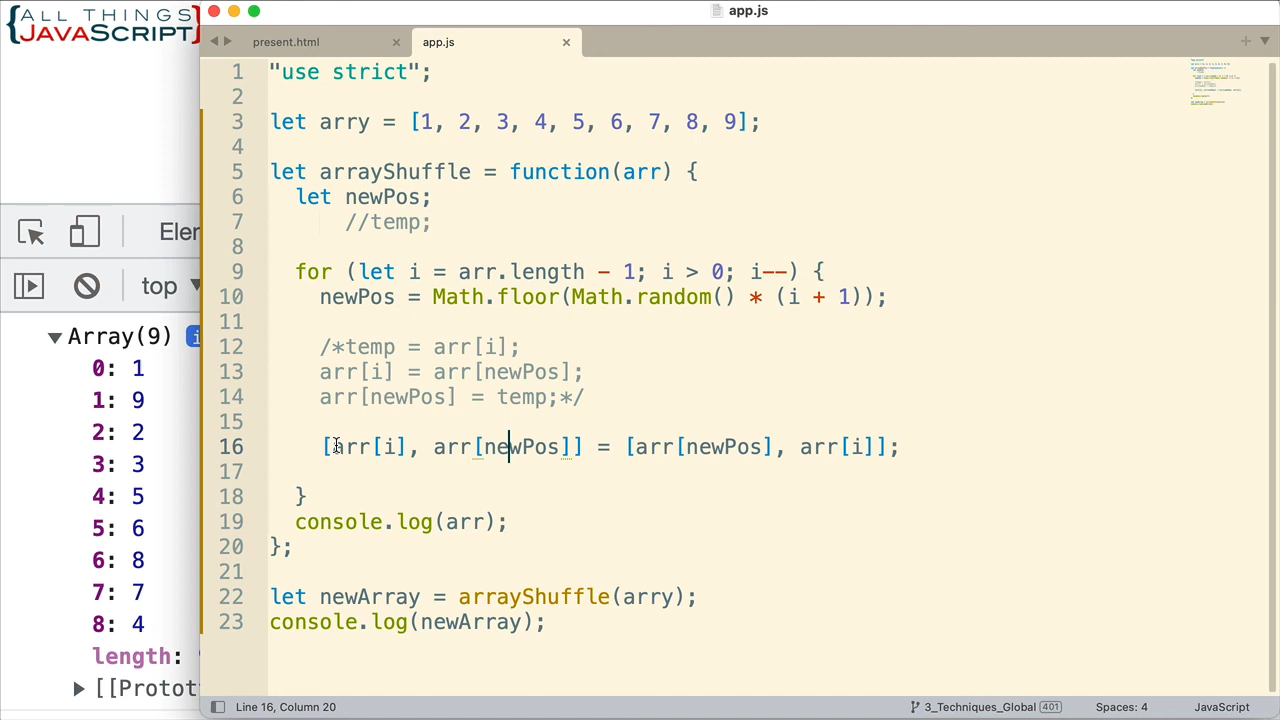 {ALL THINGS}
JAVASCRIPT
app.js
present.html
app.js
1 "use strict";
2
3 let arry = [1, 2, 3, 4, 5, 6, 7, 8, 9];
4
5 let arrayShuffle = function(arr) {
6 let newPos;
7 //temp;
8
9 for (let i = arr.length - 1; i > 0; i--) {
10 newPos = Math.floor(Math.random() * (i + 1));
11
12 /*temp = arr[i];
13 arr[i] = arr[newPos];
14 arr[newPos] = temp;*/
15
16 [arr[i], arr[newPos]] = [arr[newPos], arr[i]];
17
18 }
19 console.log(arr);
20 };
21
22 let newArray = arrayShuffle(arry);
23 console.log(newArray);
Eler
top
Array(9) i
0: 1
1: 9
2: 2
3: 3
4: 5
5: 6
6: 8
7: 7
8: 4
length:
[[Protot
Line 16, Column 20
3_Techniques_Global 401
Spaces: 4
JavaScript